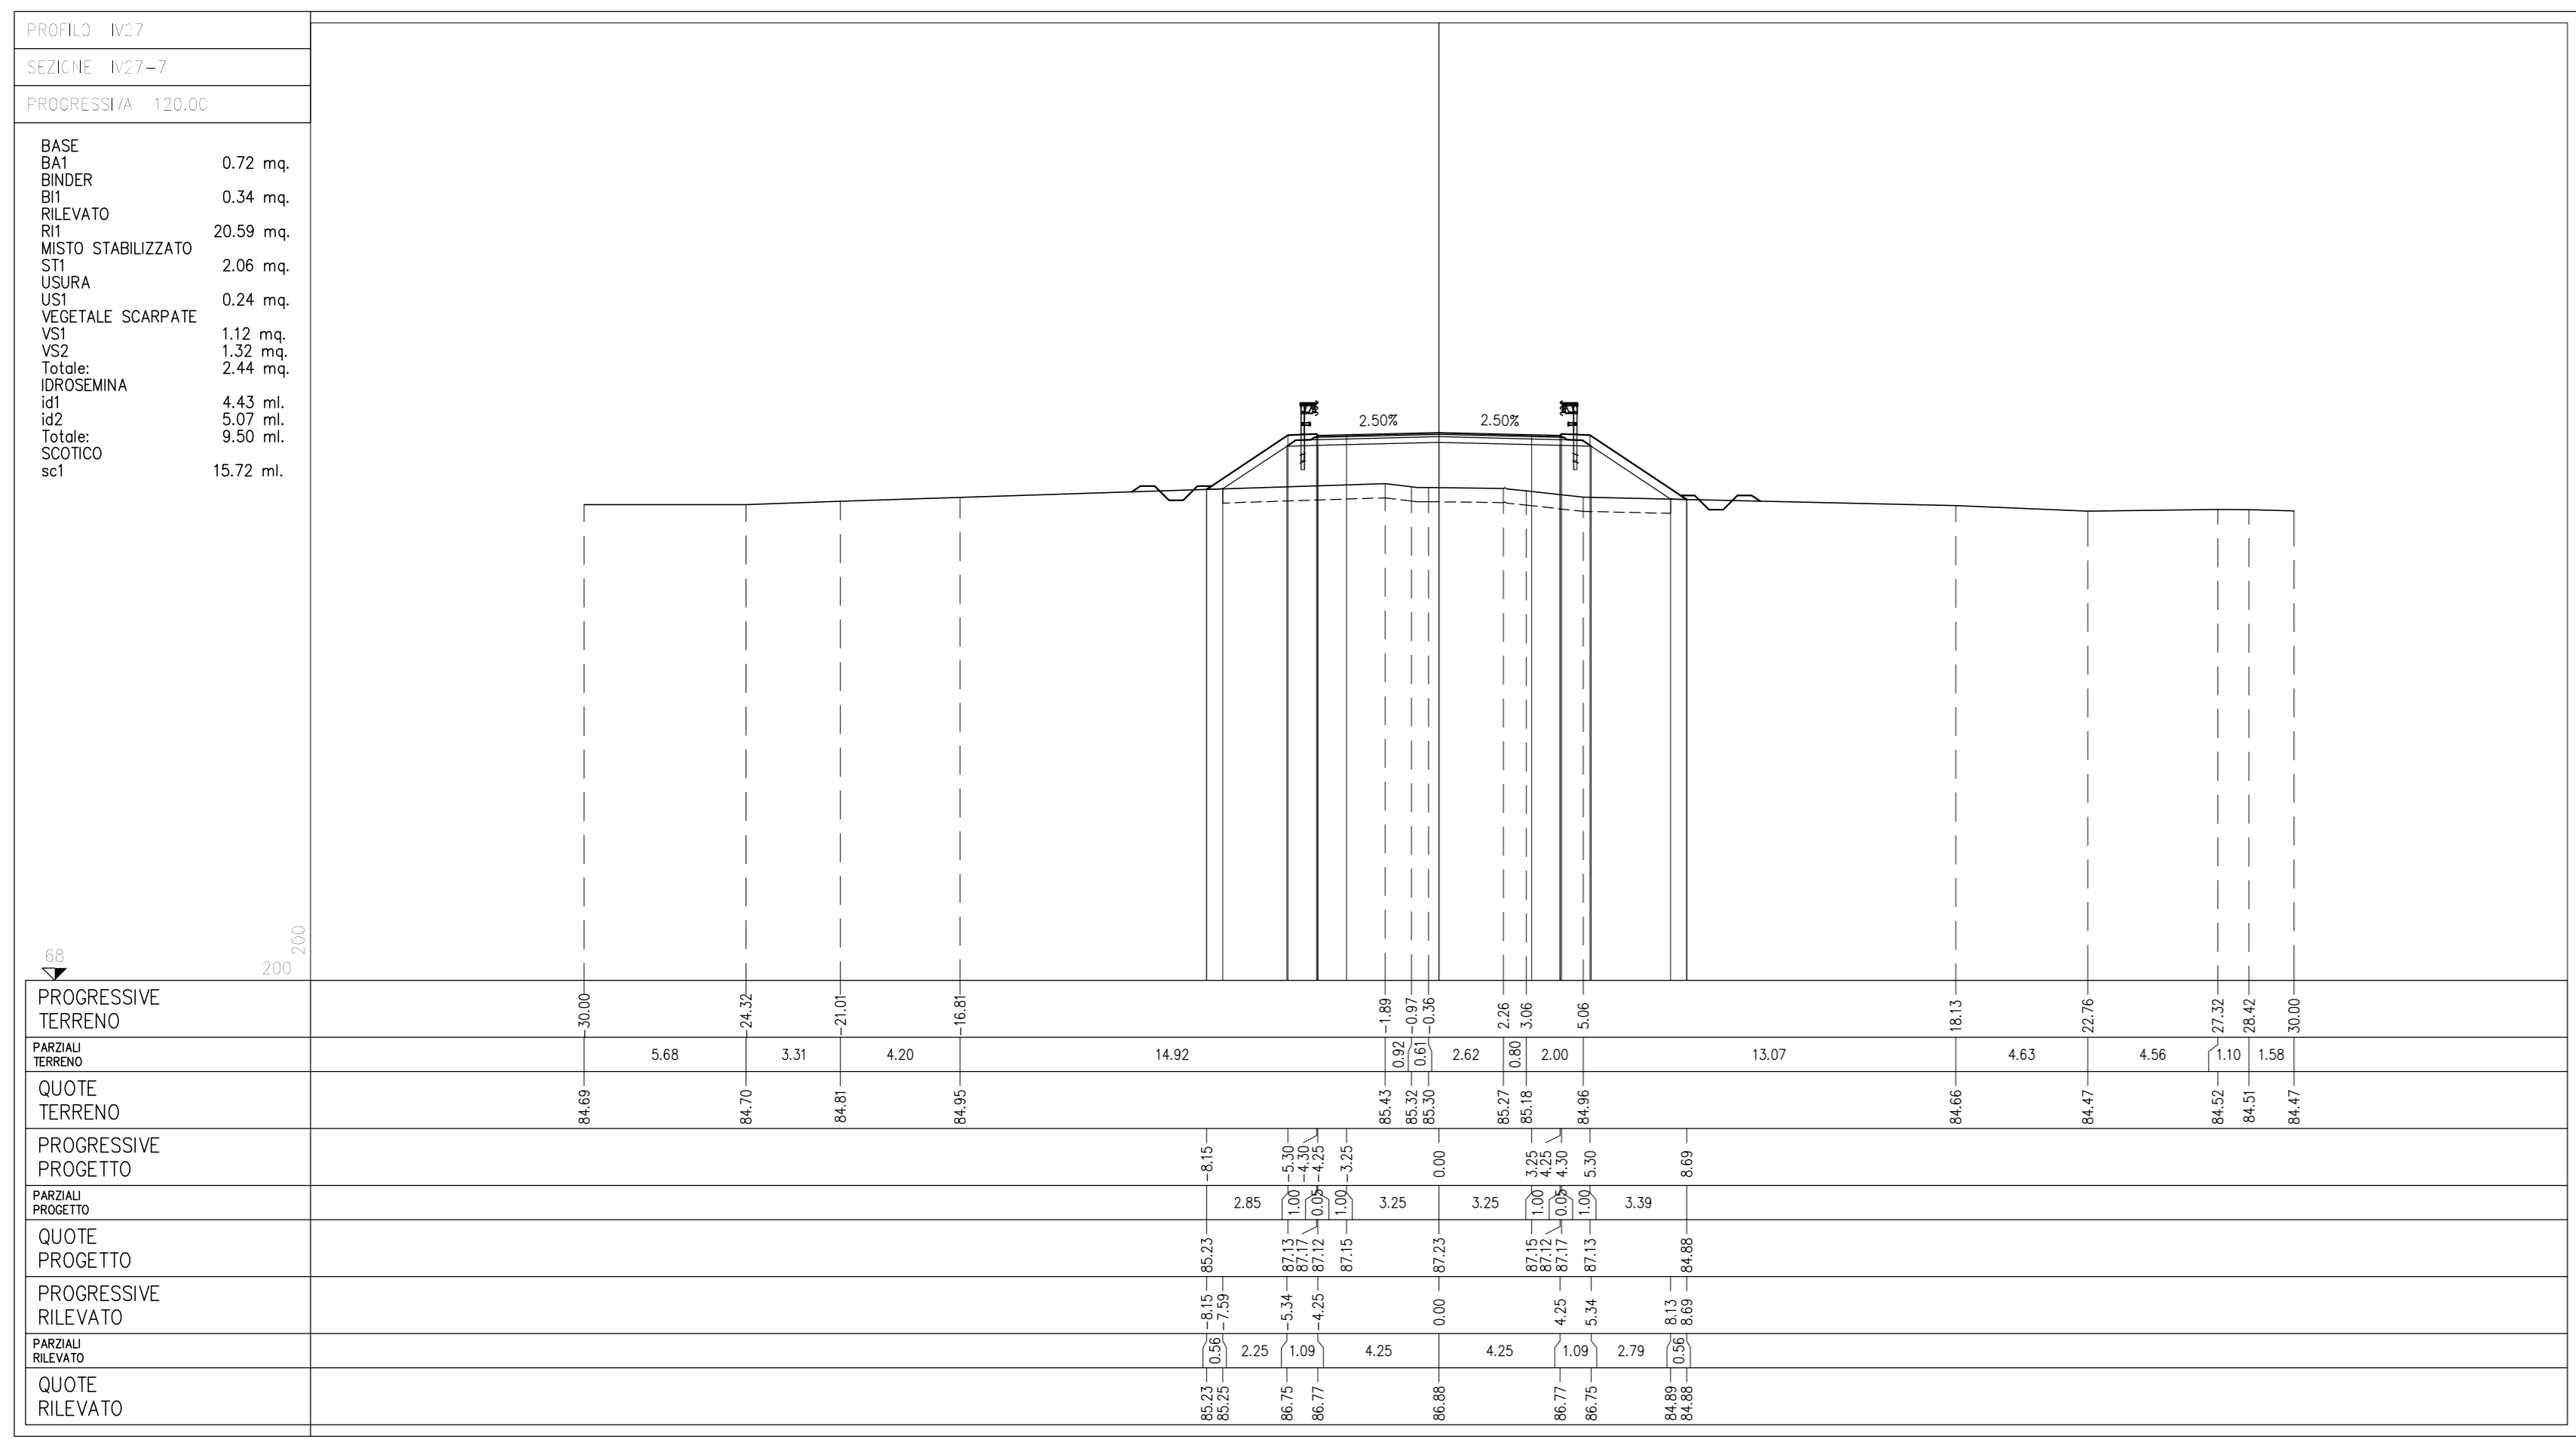 PROFILO IV27
SEZIONE IV27-7
PROGRESSIVA 120.00
BASE
BA1 0.72 mq.
BINDER
BI1 0.34 mq.
RILEVATO
RI1 20.59 mq.
MISTO STABILIZZATO
ST1 2.06 mq.
USURA
US1 0.24 mq.
VEGETALE SCARPATE
VS1 1.12 mq.
VS2 1.32 mq.
Totale: 2.44 mq.
IDROSEMINA
id1 4.43 ml.
id2 5.07 ml.
Totale: 9.50 ml.
SCOTICO
sc1 15.72 ml.
2.50% 2.50%
68 200 200
PROGRESSIVE
TERRENO
-30.00 -24.32 -21.01 -16.81 -1.89 -0.97 -0.36 2.26 3.06 5.06 18.13 22.76 27.32 28.42 30.00
PARZIALI
TERRENO
5.68 3.31 4.20 14.92 0.92 0.61 2.62 0.80 2.00 13.07 4.63 4.56 1.10 1.58
QUOTE
TERRENO
84.69 84.70 84.81 84.95 85.43 85.32 85.30 85.27 85.18 84.96 84.66 84.47 84.52 84.51 84.47
PROGRESSIVE
PROGETTO
-8.15 -5.30 -4.30 -4.25 -3.25 0.00 3.25 4.25 4.30 5.30 8.69
PARZIALI
PROGETTO
2.85 1.00 0.05 1.00 3.25 3.25 1.00 0.05 1.00 3.39
QUOTE
PROGETTO
85.23 87.13 87.17 87.12 87.15 87.23 87.15 87.12 87.17 87.13 84.88
PROGRESSIVE
RILEVATO
-8.15 -7.59 -5.34 -4.25 0.00 4.25 5.34 8.13 8.69
PARZIALI
RILEVATO
0.56 2.25 1.09 4.25 4.25 1.09 2.79 0.56
QUOTE
RILEVATO
85.23 85.25 86.75 86.77 86.88 86.77 86.75 84.89 84.88